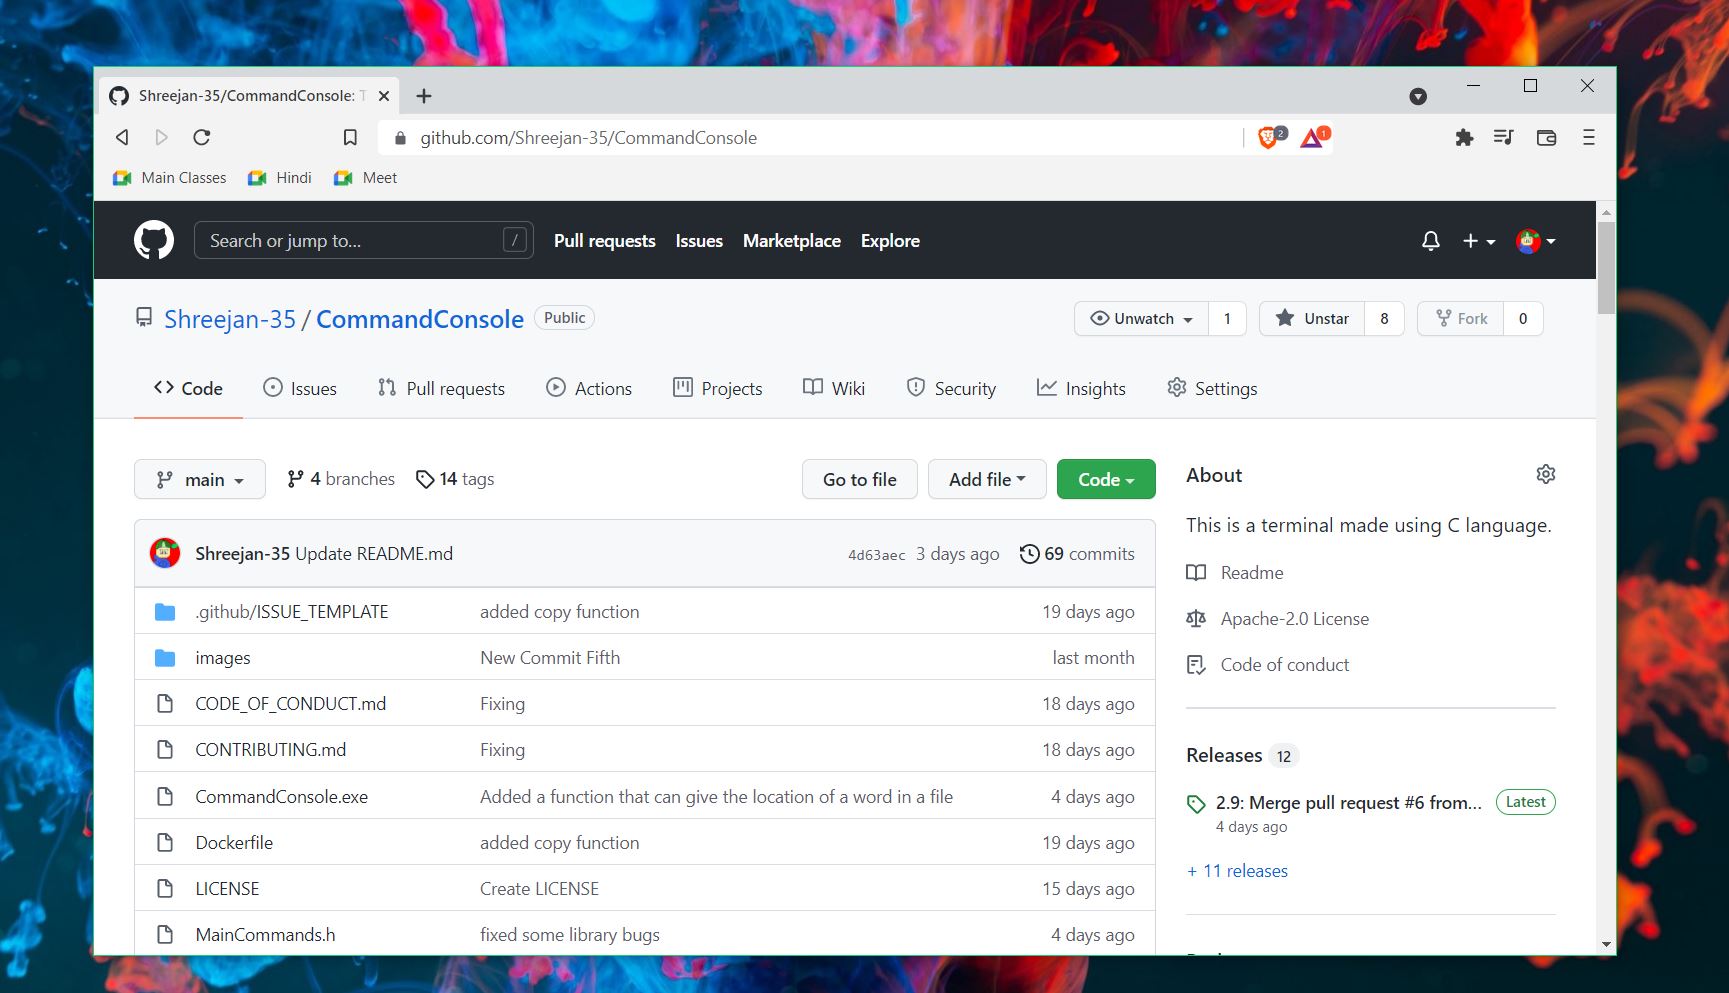 Shreejan-35/CommandConsole: T
github.com/Shreejan-35/CommandConsole
2
1
Main Classes
Hindi
Meet
Search or jump to...
/
Pull requests
Issues
Marketplace
Explore
Shreejan-35 / CommandConsole
Public
Unwatch
1
Unstar
8
Fork
0
Code
Issues
Pull requests
Actions
Projects
Wiki
Security
Insights
Settings
main
4 branches
14 tags
Go to file
Add file
Code
Shreejan-35 Update README.md
4d63aec 3 days ago
69 commits
.github/ISSUE_TEMPLATE
added copy function
19 days ago
images
New Commit Fifth
last month
CODE_OF_CONDUCT.md
Fixing
18 days ago
CONTRIBUTING.md
Fixing
18 days ago
CommandConsole.exe
Added a function that can give the location of a word in a file
4 days ago
Dockerfile
added copy function
19 days ago
LICENSE
Create LICENSE
15 days ago
MainCommands.h
fixed some library bugs
4 days ago
About
This is a terminal made using C language.
Readme
Apache-2.0 License
Code of conduct
Releases 12
2.9: Merge pull request #6 from...
Latest
4 days ago
+ 11 releases